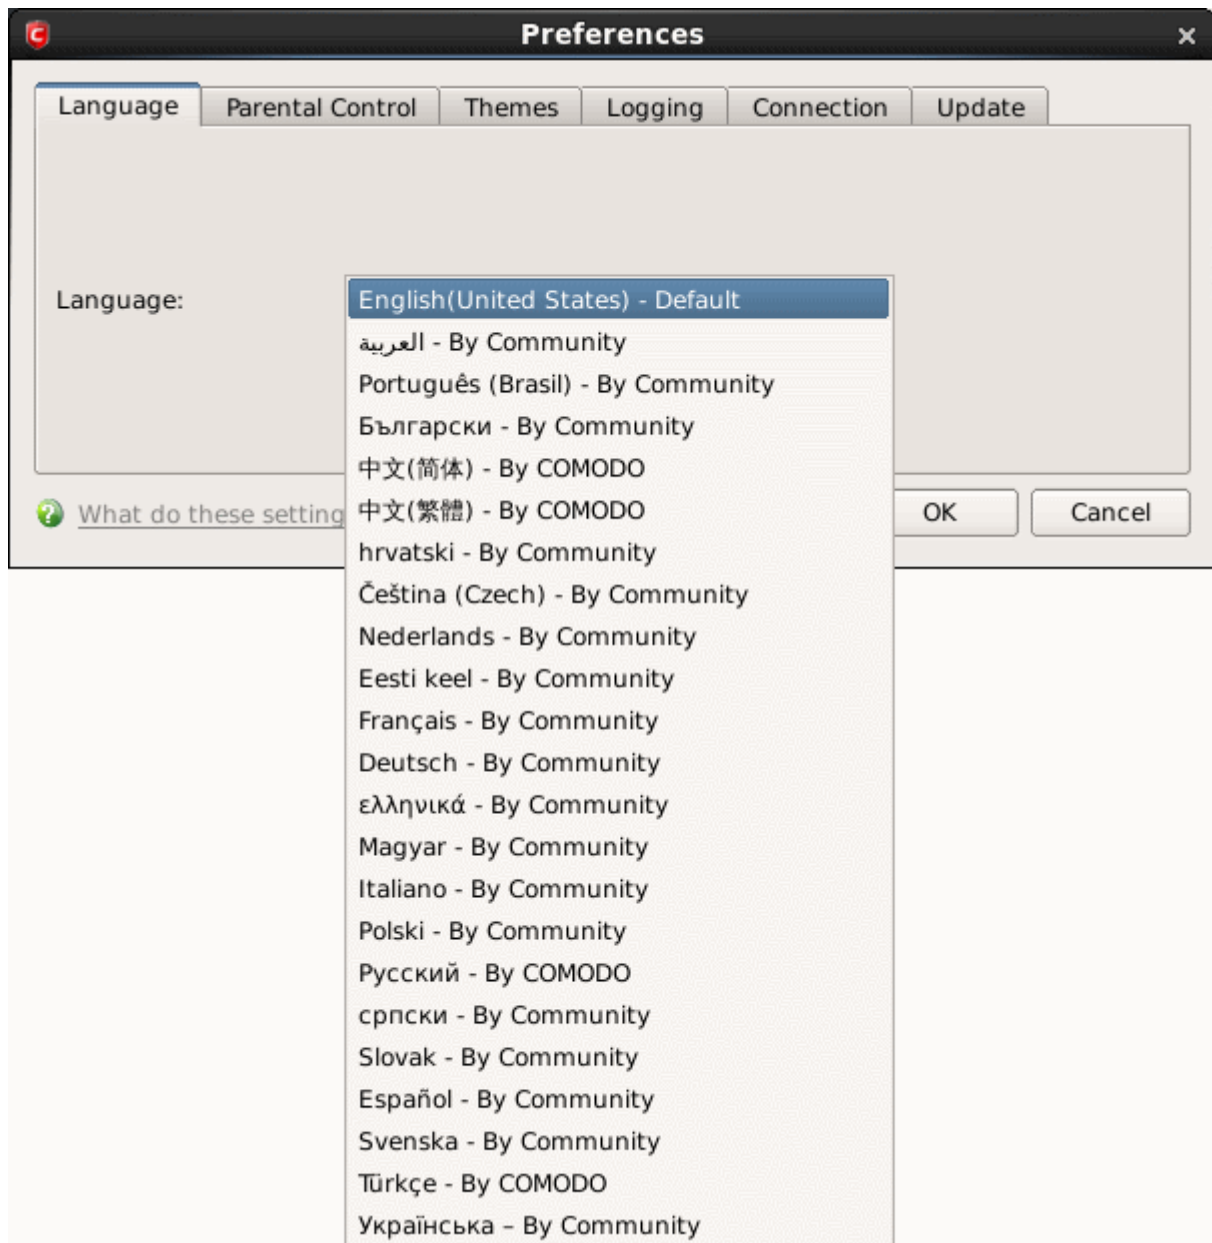 Preferences
Language Parental Control Themes Logging Connection Update
Language:
English(United States) - Default
العربية - By Community
Português (Brasil) - By Community
Български - By Community
中文(简体) - By COMODO
中文(繁體) - By COMODO
What do these setting
OK Cancel
hrvatski - By Community
Čeština (Czech) - By Community
Nederlands - By Community
Eesti keel - By Community
Français - By Community
Deutsch - By Community
ελληνικά - By Community
Magyar - By Community
Italiano - By Community
Polski - By Community
Русский - By COMODO
српски - By Community
Slovak - By Community
Español - By Community
Svenska - By Community
Türkçe - By COMODO
Українська – By Community